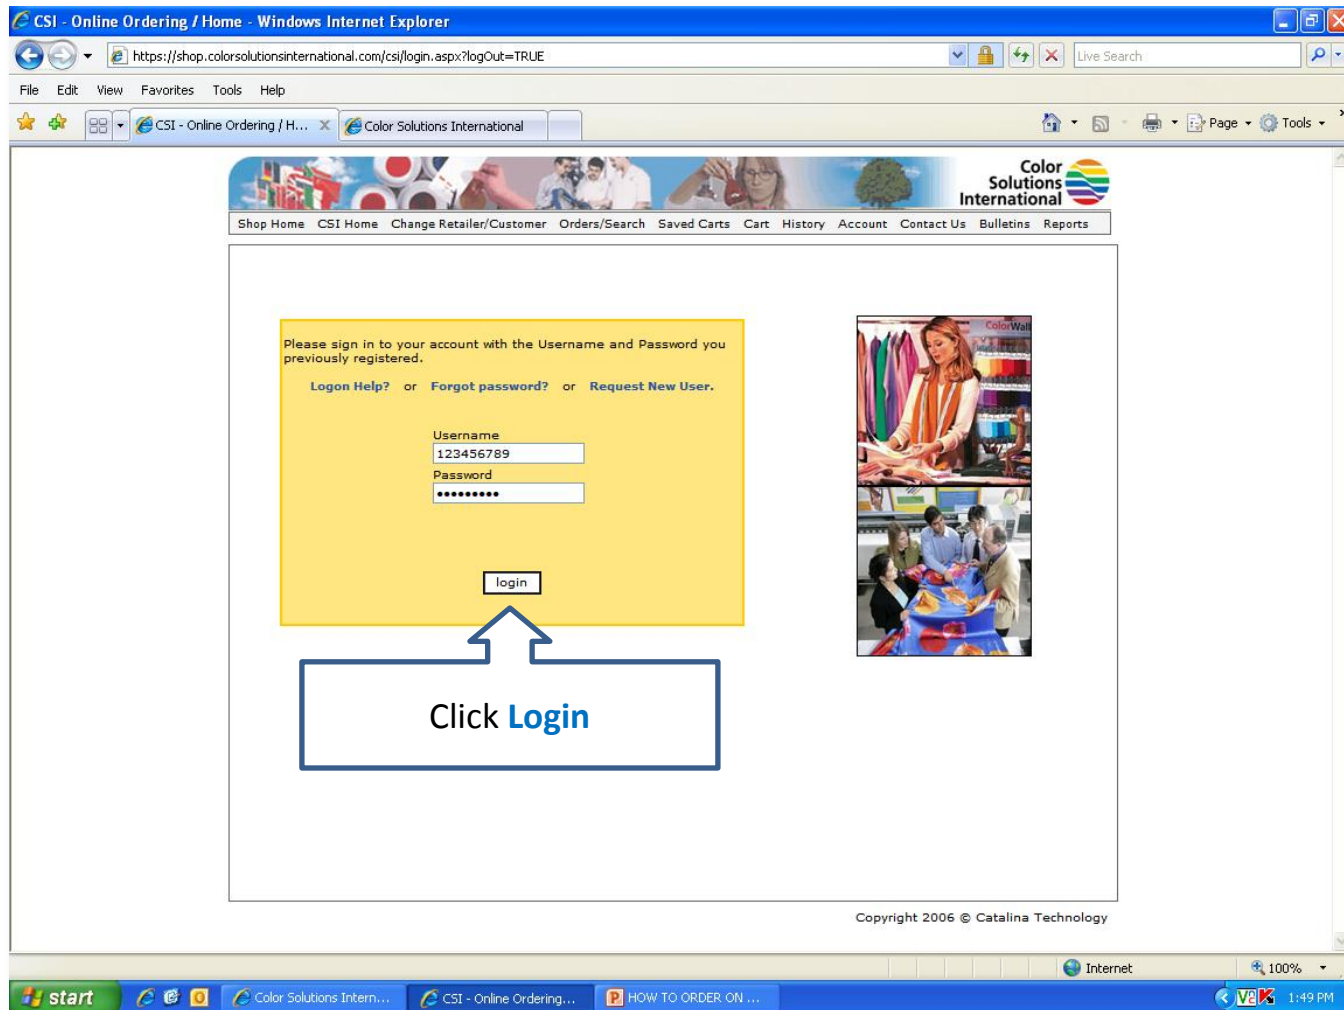 CSI - Online Ordering / Home - Windows Internet Explorer
https://shop.colorsolutionsinternational.com/csi/login.aspx?logOut=TRUE
Live Search
File Edit View Favorites Tools Help
CSI - Online Ordering / H... X Color Solutions International
Page Tools
Color
Solutions
International
Shop Home CSI Home Change Retailer/Customer Orders/Search Saved Carts Cart History Account Contact Us Bulletins Reports
Please sign in to your account with the Username and Password you
previously registered.
Logon Help? or Forgot password? or Request New User.
Username
123456789
Password
•••••••••
login
ColorWall
Click Login
Copyright 2006 © Catalina Technology
Internet 100%
start Color Solutions Intern... CSI - Online Ordering... HOW TO ORDER ON ... 1:49 PM